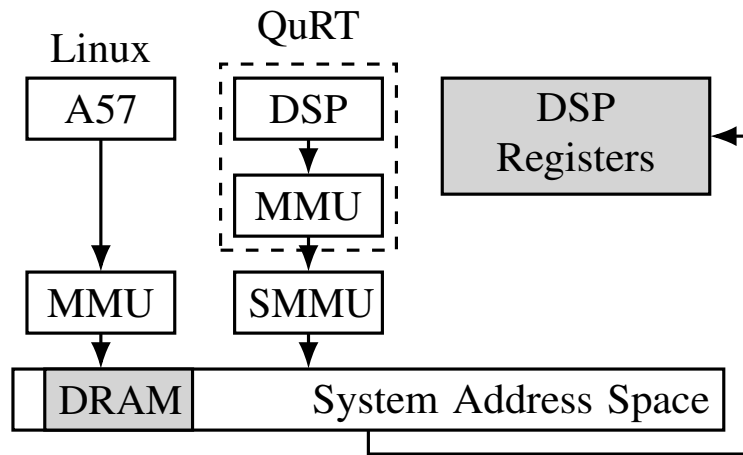 QuRT
Linux
A57
DSP
DSP
Registers
MMU
MMU
SMMU
DRAM
System Address Space